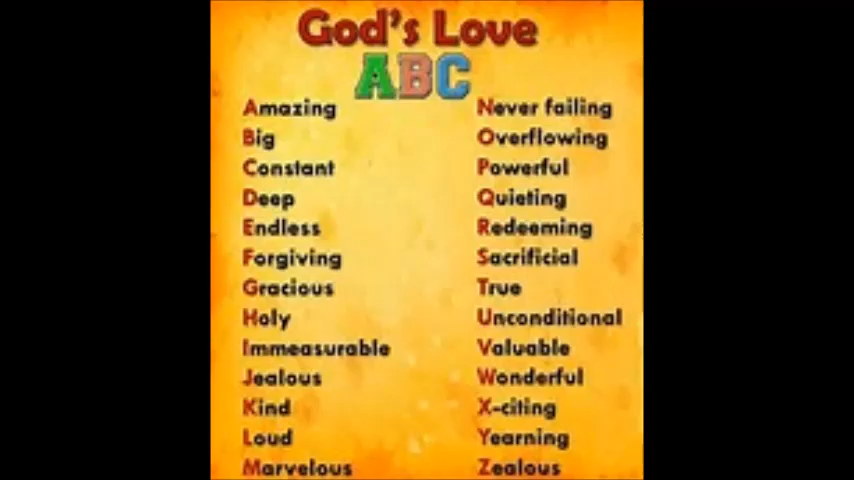 God's Love
ABC
Amazing
Big
Constant
Deep
Endless
Forgiving
Gracious
Holy
Immeasurable
Jealous
Kind
Loud
Marvelous
Never failing
Overflowing
Powerful
Quieting
Redeeming
Sacrificial
True
Unconditional
Valuable
Wonderful
X-citing
Yearning
Zealous